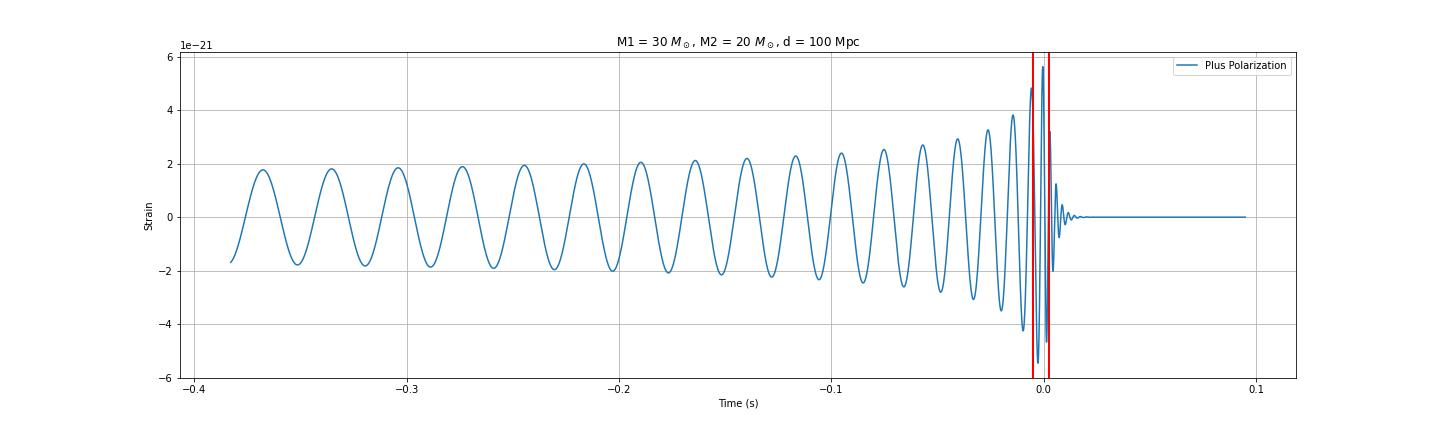 M1 = 30 M⊙, M2 = 20 M⊙, d = 100 Mpc
1e−21
Plus Polarization
6
4
2
0
−2
−4
−6
Strain
−0.4 −0.3 −0.2 −0.1 0.0 0.1
Time (s)